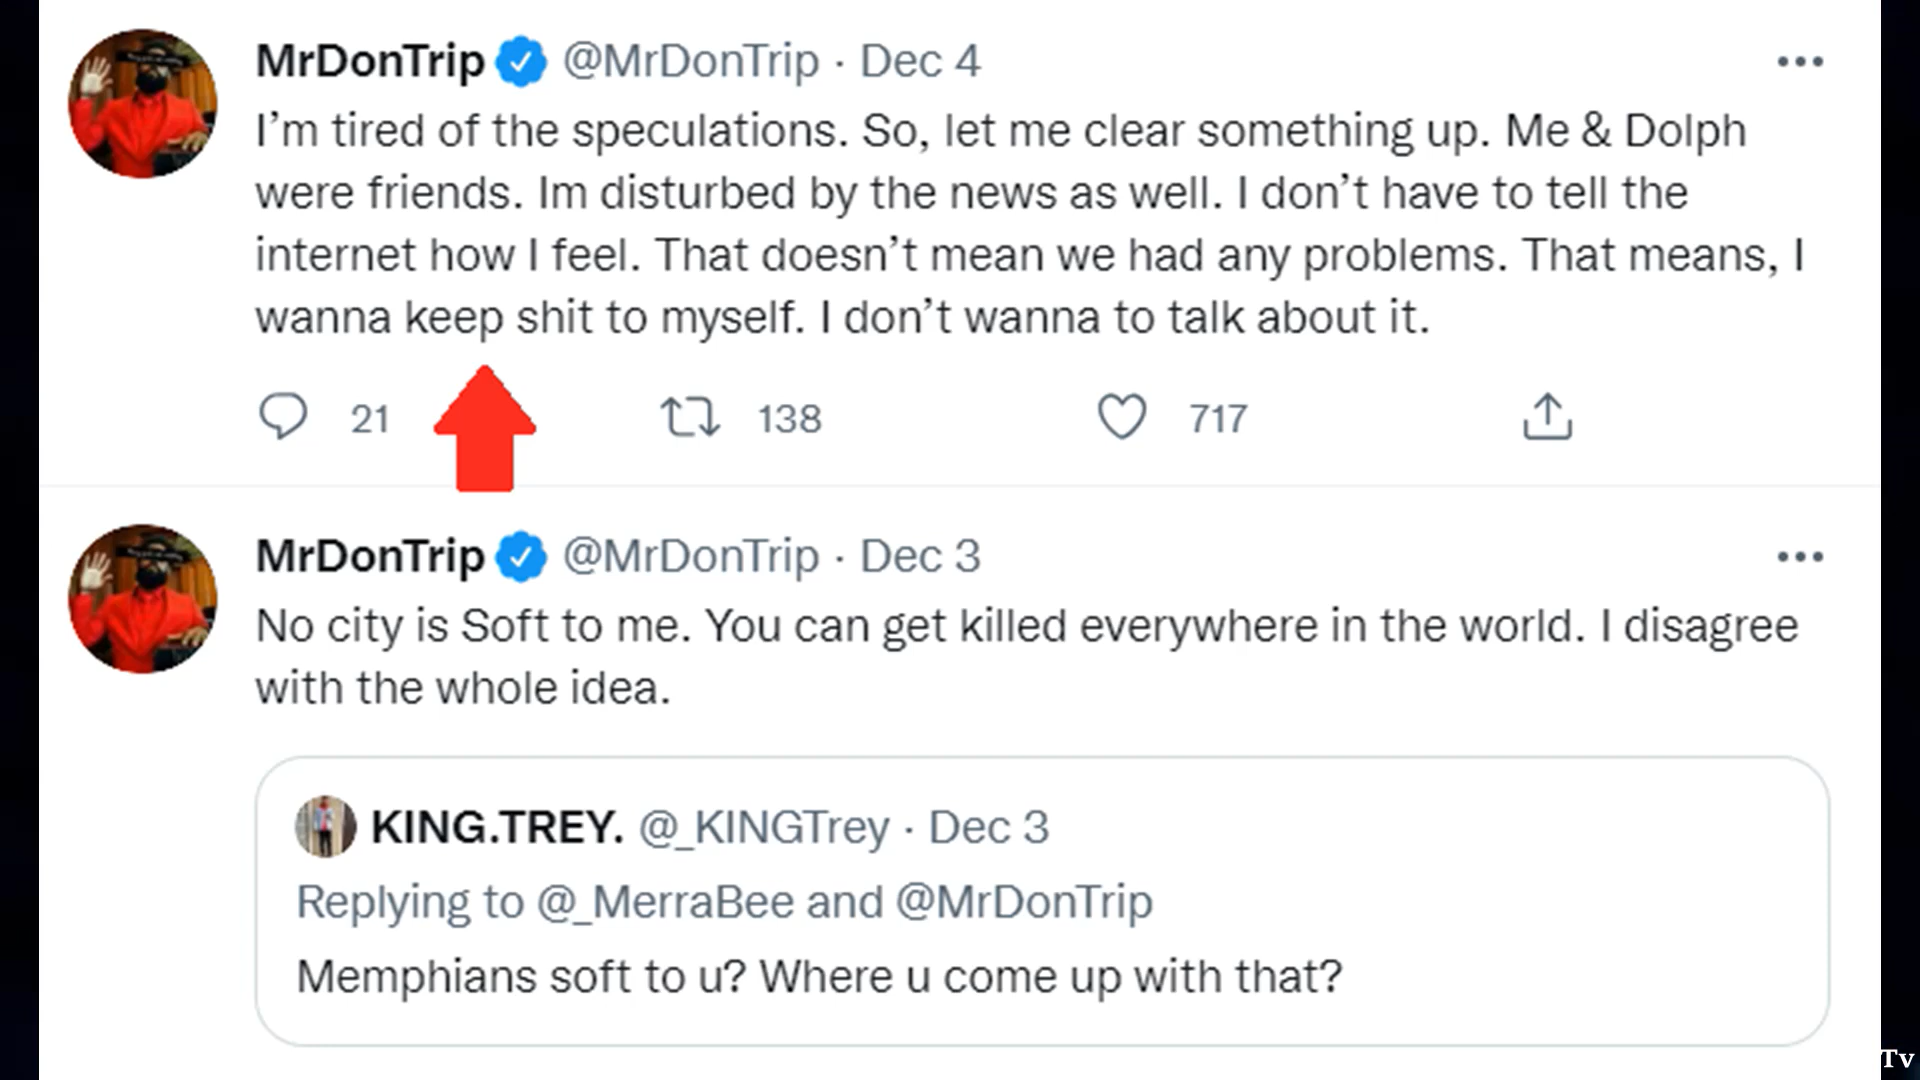 MrDonTrip @MrDonTrip · Dec 4
I’m tired of the speculations. So, let me clear something up. Me & Dolph
were friends. Im disturbed by the news as well. I don’t have to tell the
internet how I feel. That doesn’t mean we had any problems. That means, I
wanna keep shit to myself. I don’t wanna to talk about it.
21 138 717
MrDonTrip @MrDonTrip · Dec 3
No city is Soft to me. You can get killed everywhere in the world. I disagree
with the whole idea.
KING.TREY. @_KINGTrey · Dec 3
Replying to @_MerraBee and @MrDonTrip
Memphians soft to u? Where u come up with that?
Tv